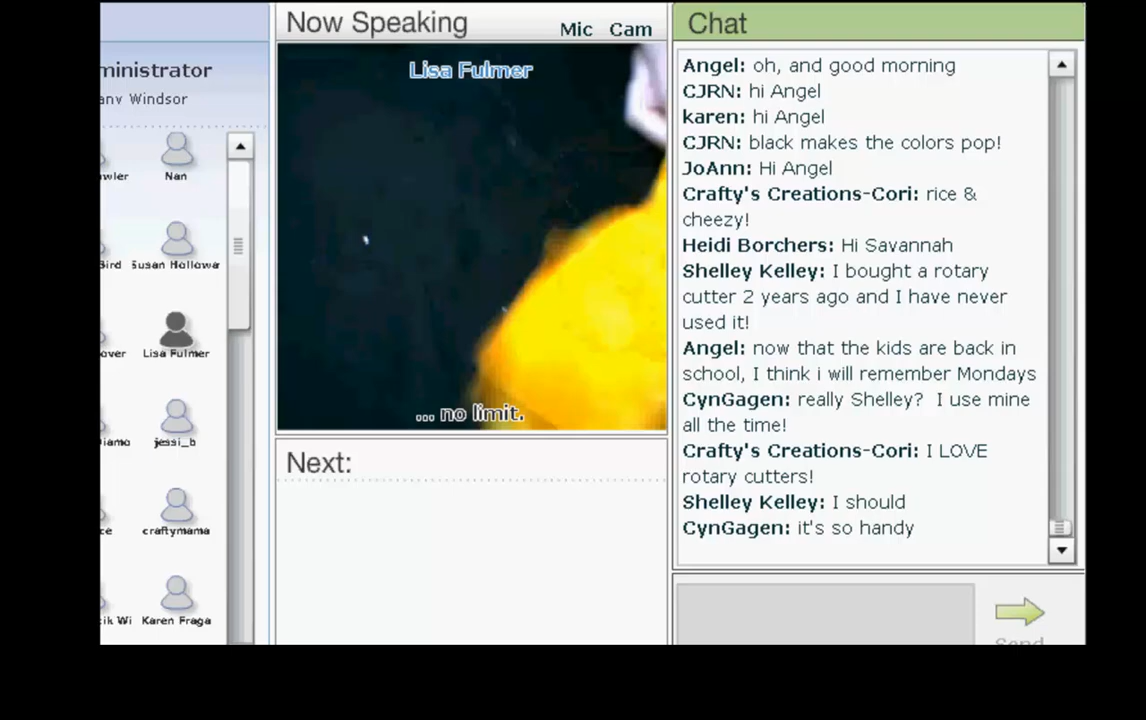 Now Speaking
Mic Cam
Chat
ministrator
Windsor
Nan
Susan Hollowa
Lisa Fulmer
jessi_b
craftymama
Karen Fraga
Lisa Fulmer
... no limit.
Next:
Angel: oh, and good morning
CJRN: hi Angel
karen: hi Angel
CJRN: black makes the colors pop!
JoAnn: Hi Angel
Crafty's Creations-Cori: rice &
cheezy!
Heidi Borchers: Hi Savannah
Shelley Kelley: I bought a rotary
cutter 2 years ago and I have never
used it!
Angel: now that the kids are back in
school, I think i will remember Mondays
CynGagen: really Shelley?  I use mine
all the time!
Crafty's Creations-Cori: I LOVE
rotary cutters!
Shelley Kelley: I should
CynGagen: it's so handy
Send